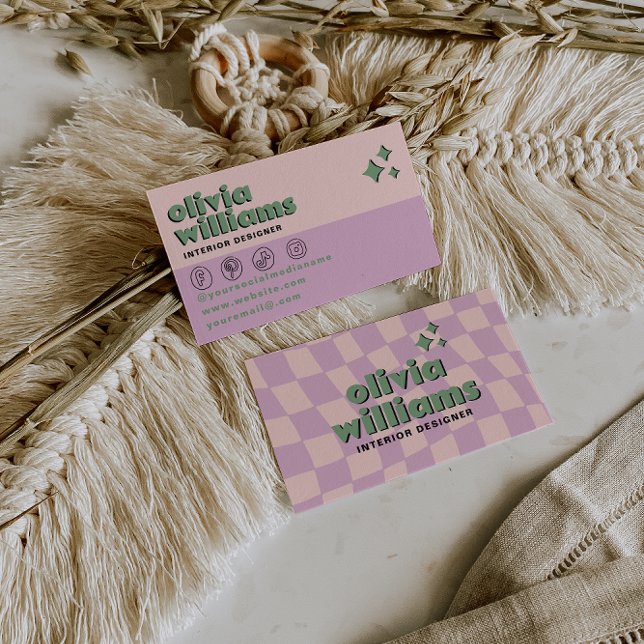 olivia
williams
INTERIOR DESIGNER
@yoursocialmedianame
www.website.com
youremail@.com
olivia
williams
INTERIOR DESIGNER